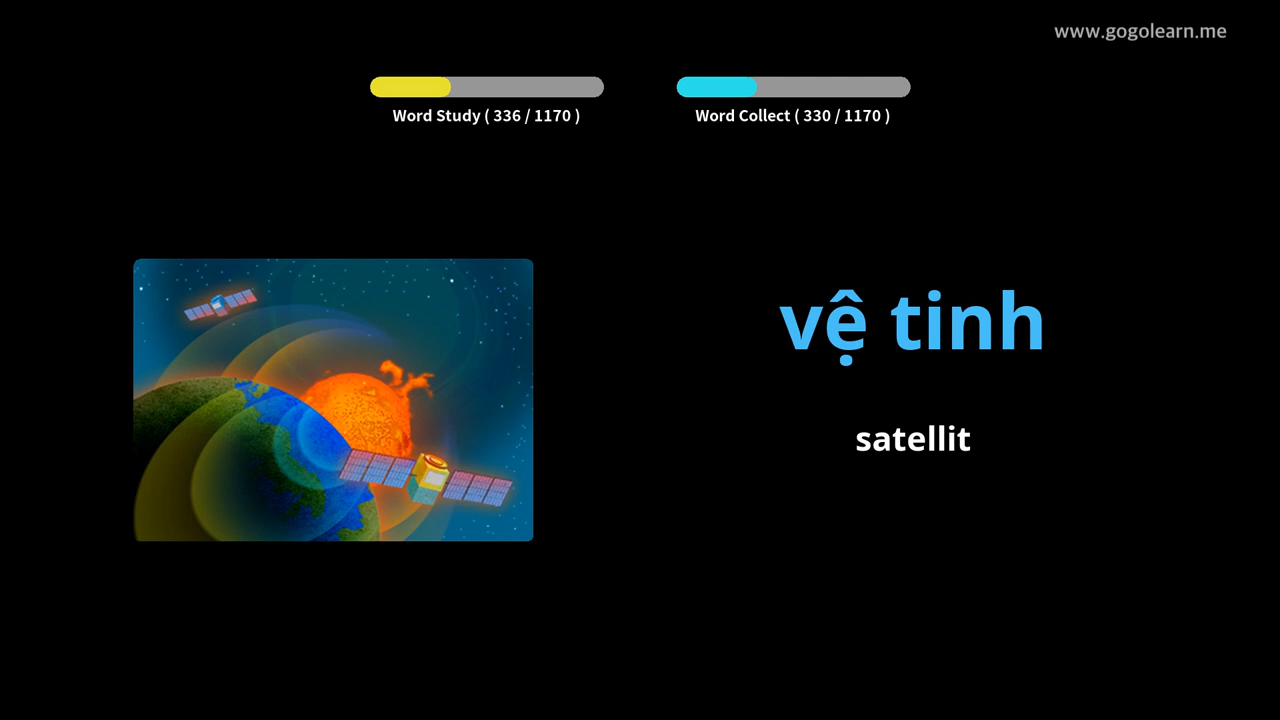 www.gogolearn.me
Word Study ( 336 / 1170 )
Word Collect ( 330 / 1170 )
vệ tinh
satellit